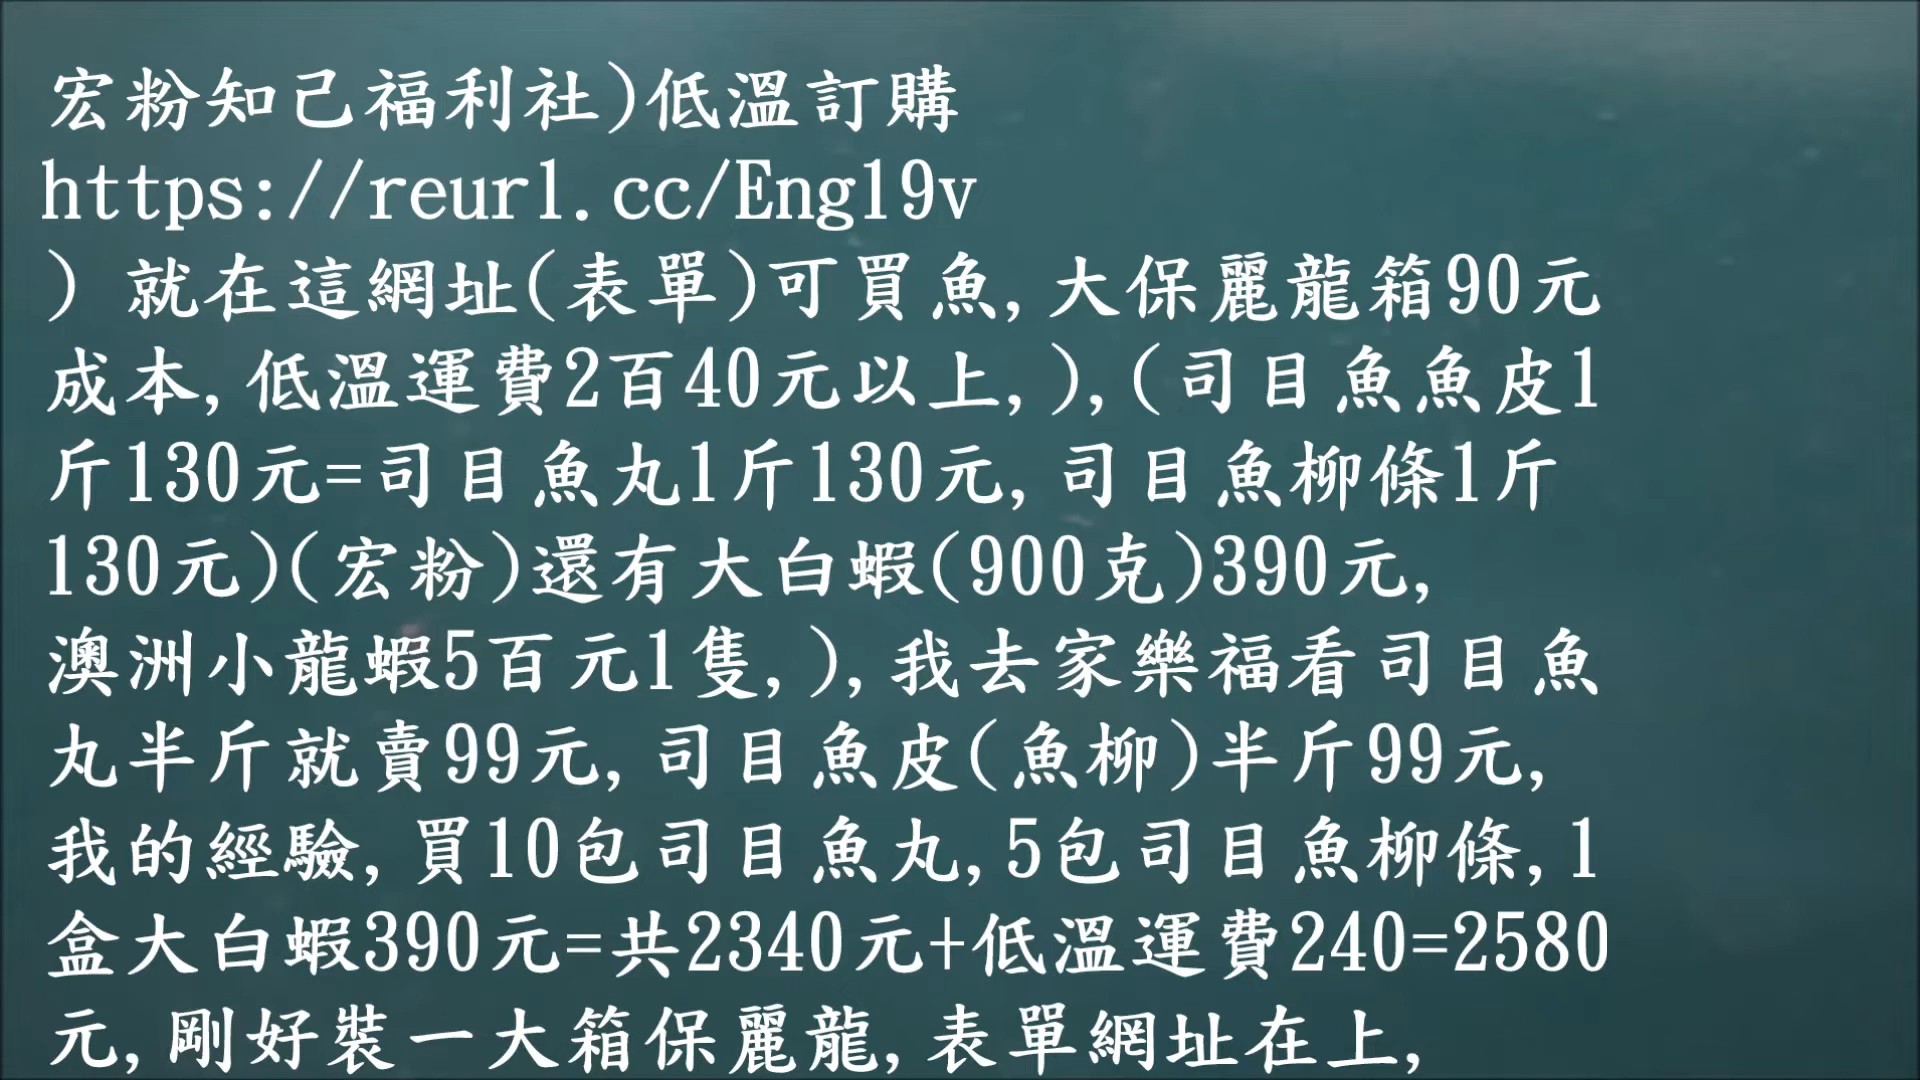 宏粉知己福利社)低溫訂購
https://reurl.cc/Eng19v
) 就在這網址(表單)可買魚,大保麗龍箱90元
成本,低溫運費2百40元以上,),(司目魚魚皮1
斤130元=司目魚丸1斤130元,司目魚柳條1斤
130元)(宏粉)還有大白蝦(900克)390元,
澳洲小龍蝦5百元1隻,),我去家樂福看司目魚
丸半斤就賣99元,司目魚皮(魚柳)半斤99元,
我的經驗,買10包司目魚丸,5包司目魚柳條,1
盒大白蝦390元=共2340元+低溫運費240=2580
元,剛好裝一大箱保麗龍,表單網址在上,